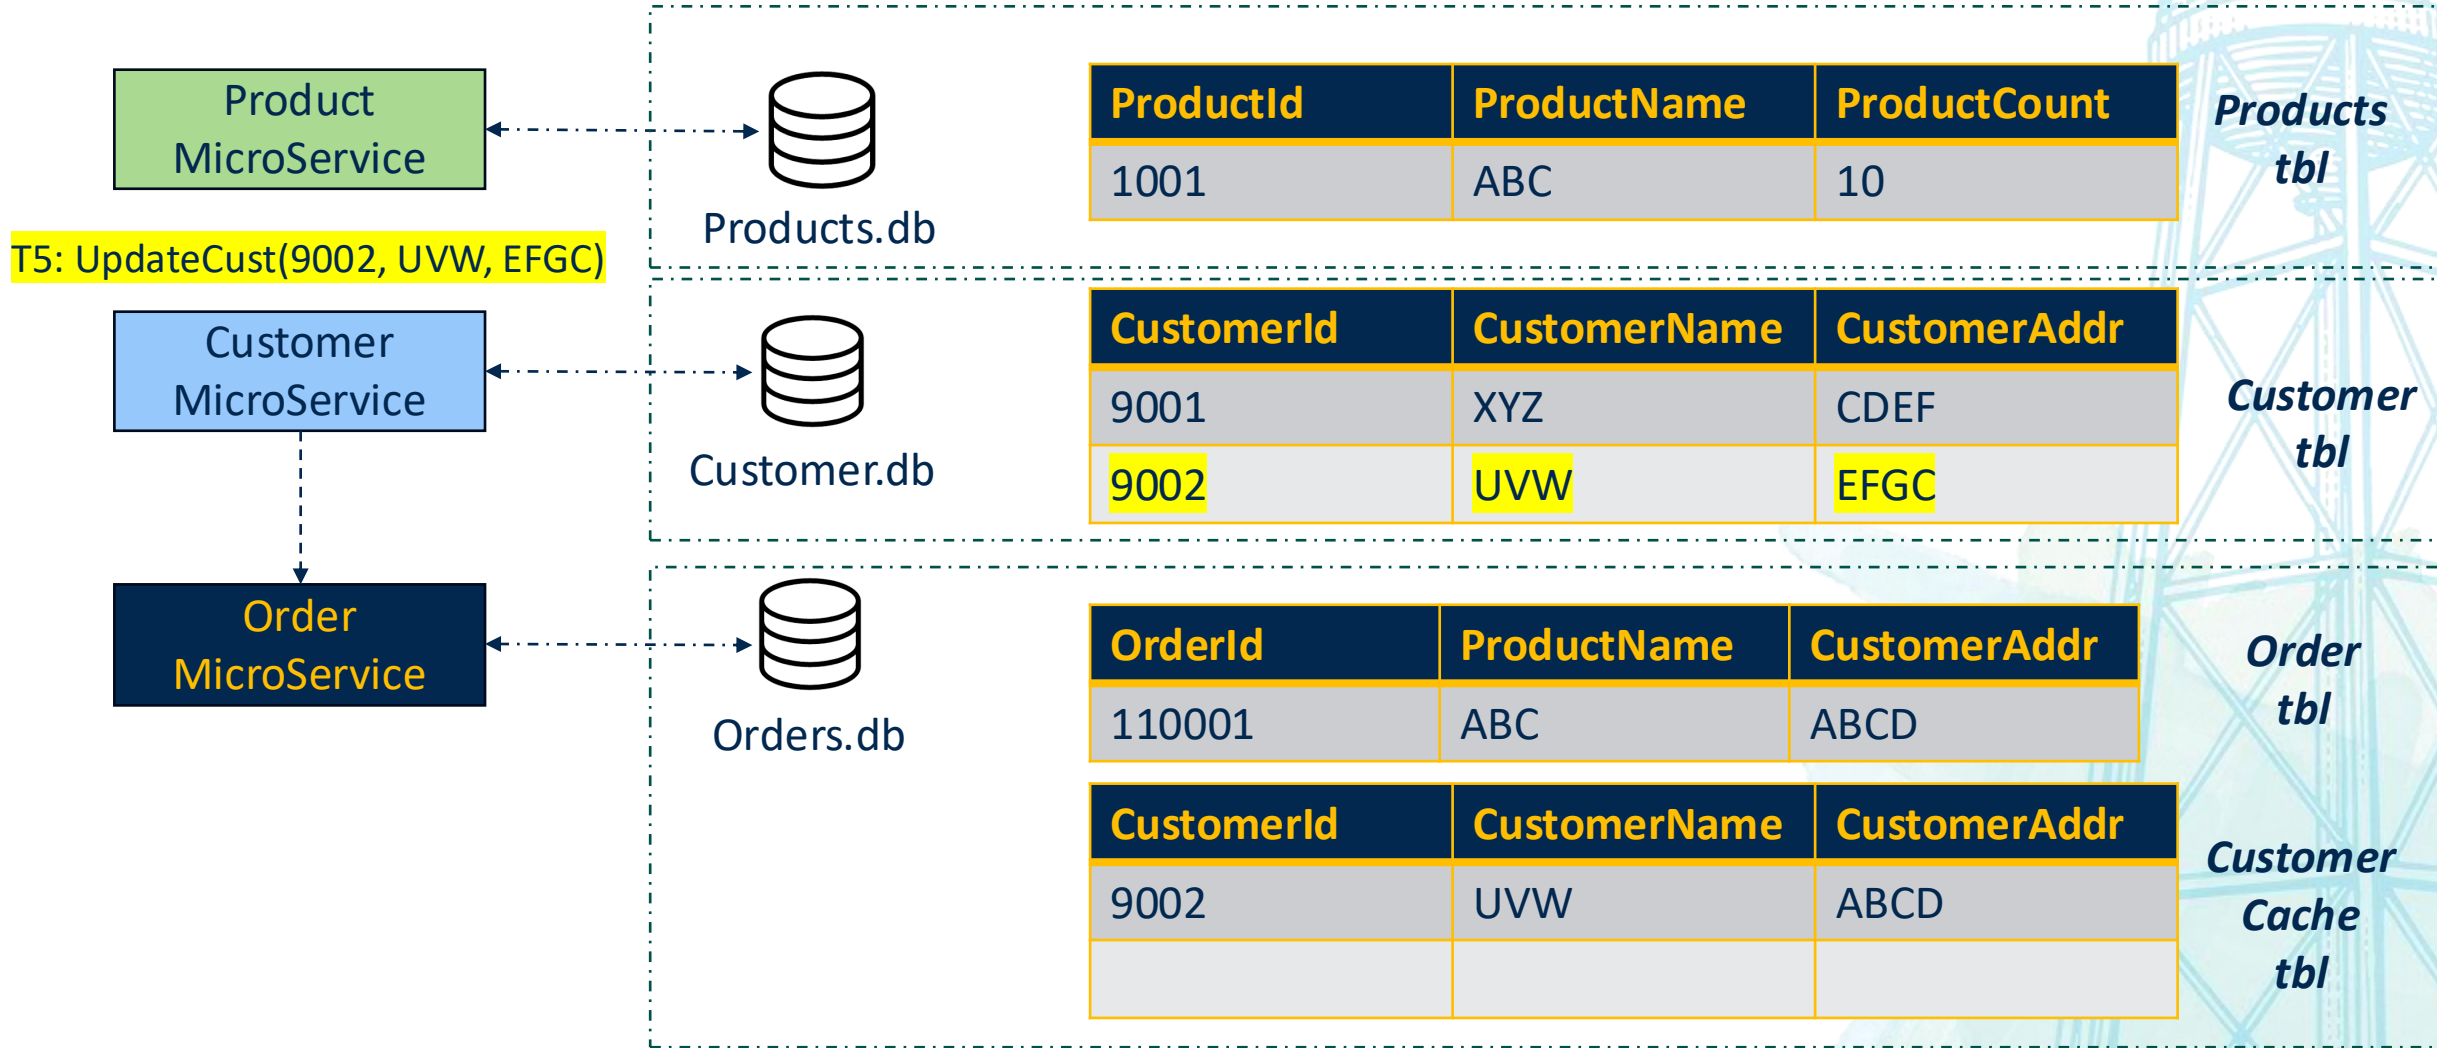 Product
MicroService
Products.db
ProductId ProductName ProductCount
1001 ABC 10
Products
tbl
T5: UpdateCust(9002, UVW, EFGC)
Customer
MicroService
Customer.db
CustomerId CustomerName CustomerAddr
9001 XYZ CDEF
9002 UVW EFGC
Customer
tbl
Order
MicroService
Orders.db
OrderId ProductName CustomerAddr
110001 ABC ABCD
Order
tbl
CustomerId CustomerName CustomerAddr
9002 UVW ABCD
Customer
Cache
tbl